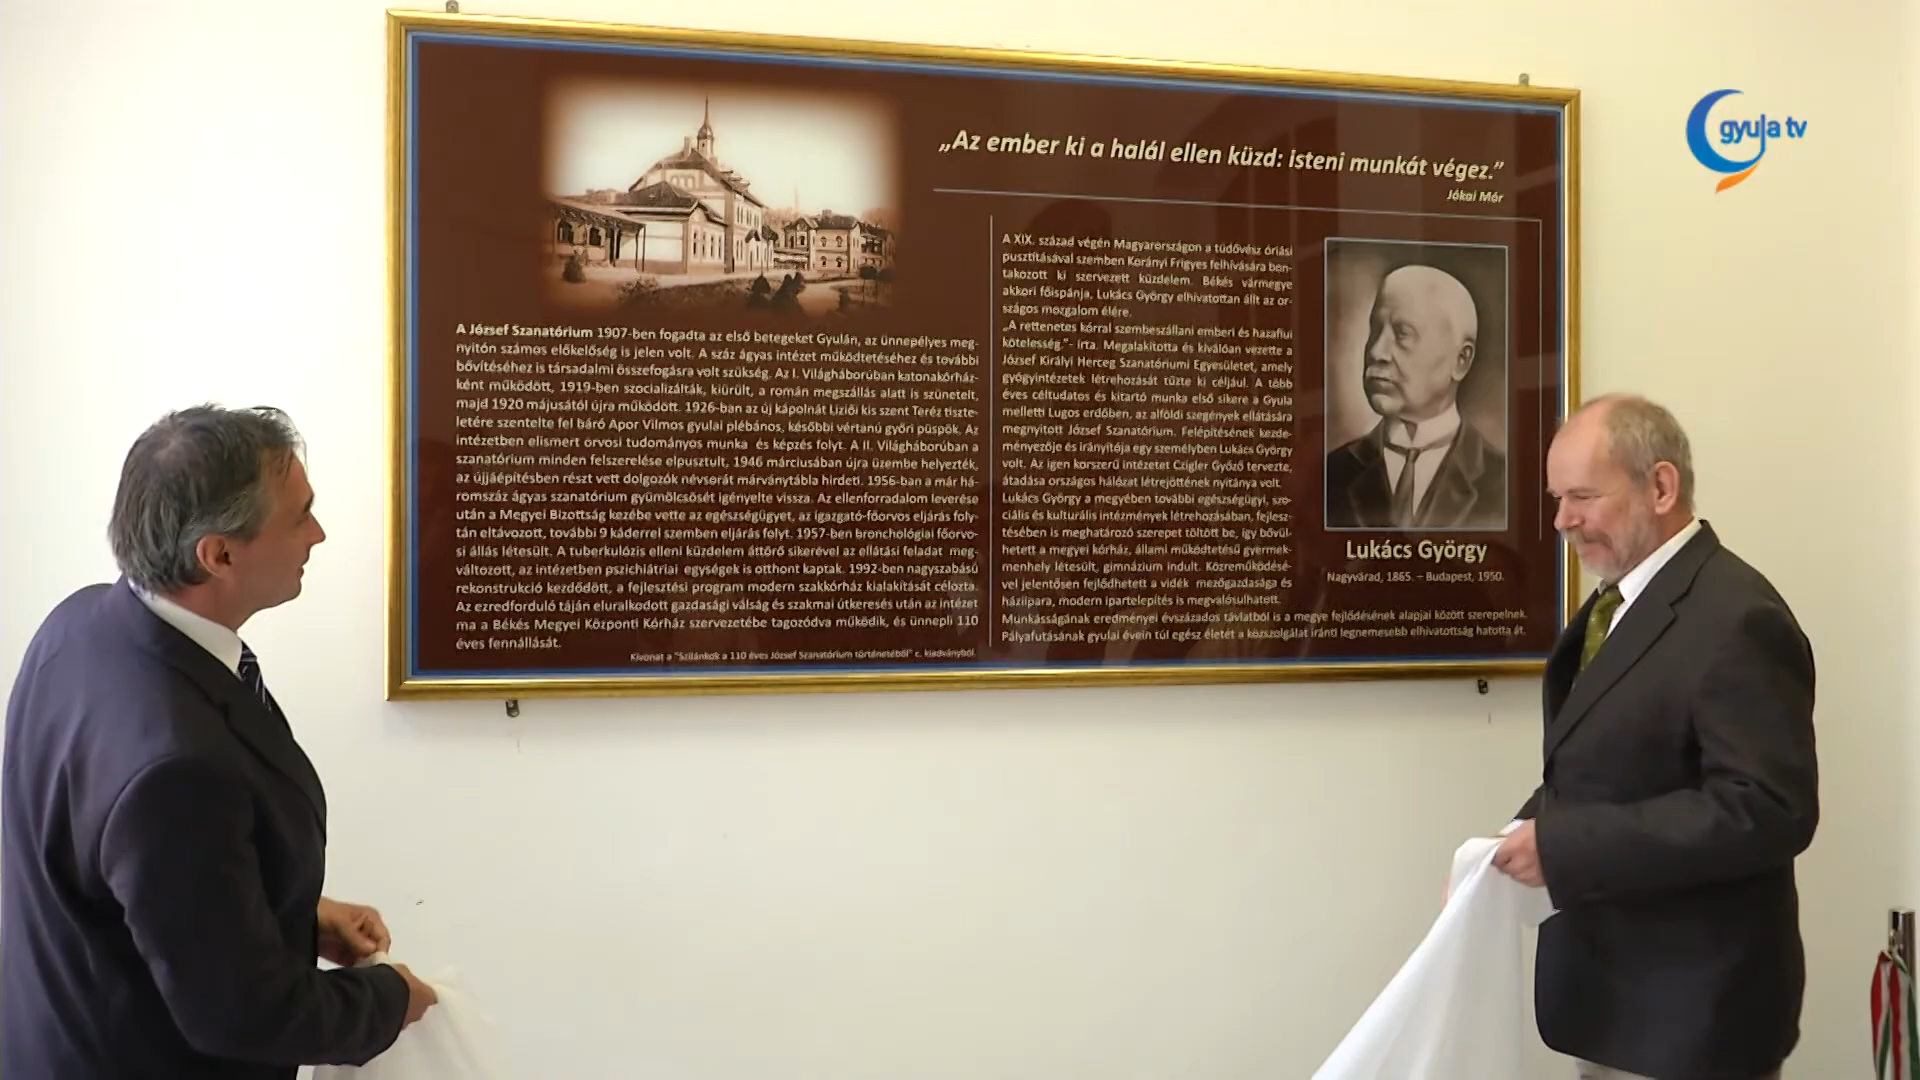 gyula tv
„Az ember ki a halál ellen küzd: isteni munkát végez.”
Jókai Mór
A József Szanatórium 1907-ben fogadta az első betegeket Gyulán, az ünnepélyes meg-
nyitón számos előkelőség is jelen volt. A száz ágyas intézet működtetéséhez és további
bővítéséhez is társadalmi összefogásra volt szükség. Az I. Világháborúban katonakórház-
ként működött, 1919-ben szocializálták, kiürült, a román megszállás alatt is szünetelt,
majd 1920 májusától újra működött. 1926-ban az új kápolnát Liziői kis szent Teréz tiszte-
letére szentelte fel báró Apor Vilmos gyulai plébános, későbbi vértanú győri püspök. Az
intézetben elismert orvosi tudományos munka és képzés folyt. A II. Világháborúban a
szanatórium minden felszerelése elpusztult, 1946 márciusában újra üzembe helyezték,
az újjáépítésben részt vett dolgozók névsorát márványtábla hirdeti. 1956-ban a már há-
romszáz ágyas szanatórium gyümölcsösét igényelte vissza. Az ellenforradalom leverése
után a Megyei Bizottság kezébe vette az egészségügyet, az igazgató-főorvos eljárás foly-
tán eltávozott, további 9 káderrel szemben eljárás folyt. 1957-ben bronchológiai főorvo-
si állás létesült. A tuberkulózis elleni küzdelem áttörő sikerével az ellátási feladat meg-
változott, az intézetben pszichiátriai egységek is otthont kaptak. 1992-ben nagyszabású
rekonstrukció kezdődött, a fejlesztési program modern szakkórház kialakítását célozta.
Az ezredforduló táján eluralkodott gazdasági válság és szakmai útkeresés után az intézet
ma a Békés Megyei Központi Kórház szervezetébe tagozódva működik, és ünnepli 110
éves fennállását.
Kivonat a "Szilánkok a 110 éves József Szanatórium történetéből" c. kiadványból.
A XIX. század végén Magyarországon a tüdővész óriási
pusztításával szemben Korányi Frigyes felhívására bon-
takozott ki szervezett küzdelem. Békés vármegye
akkori főispánja, Lukács György elhivatottan állt az or-
szágos mozgalom élére.
„A rettenetes kórral szembeszállani emberi és hazafiui
kötelesség.”- írta. Megalakította és kiválóan vezette a
József Királyi Herceg Szanatóriumi Egyesületet, amely
gyógyintézetek létrehozását tűzte ki céljául. A több
éves céltudatos és kitartó munka első sikere a Gyula
melletti Lugos erdőben, az alföldi szegények ellátására
megnyitott József Szanatórium. Felépítésének kezde-
ményezője és irányítója egy személyben Lukács György
volt. Az igen korszerű intézetet Czigler Győző tervezte,
átadása országos hálózat létrejöttének nyitánya volt.
Lukács György a megyében további egészségügyi, szo-
ciális és kulturális intézmények létrehozásában, fejlesz-
tésében is meghatározó szerepet töltött be, így bővül-
hetett a megyei kórház, állami működtetésű gyermek-
menhely létesült, gimnázium indult. Közreműködésé-
vel jelentősen fejlődhetett a vidék mezőgazdasága és
háziipara, modern ipartelepítés is megvalósulhatott.
Munkásságának eredményei évszázados távlatból is a megye fejlődésének alapjai között szerepelnek.
Pályafutásának gyulai évein túl egész életét a közszolgálat iránti legnemesebb elhivatottság hatotta át.
Lukács György
Nagyvárad, 1865. – Budapest, 1950.